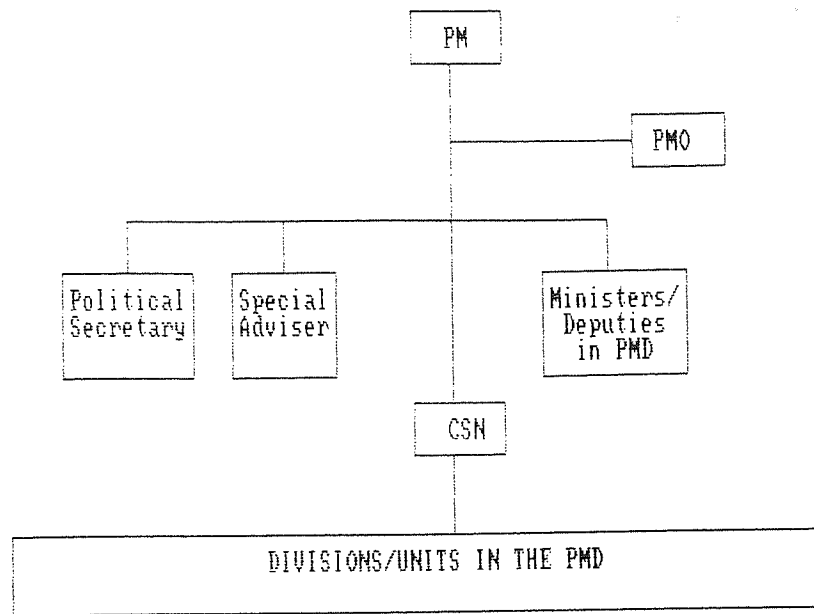 PM
PMO
Political
Secretary
Special
Adviser
Ministers/
Deputies
in PMD
CSN
DIVISIONS/UNITS IN THE PMD